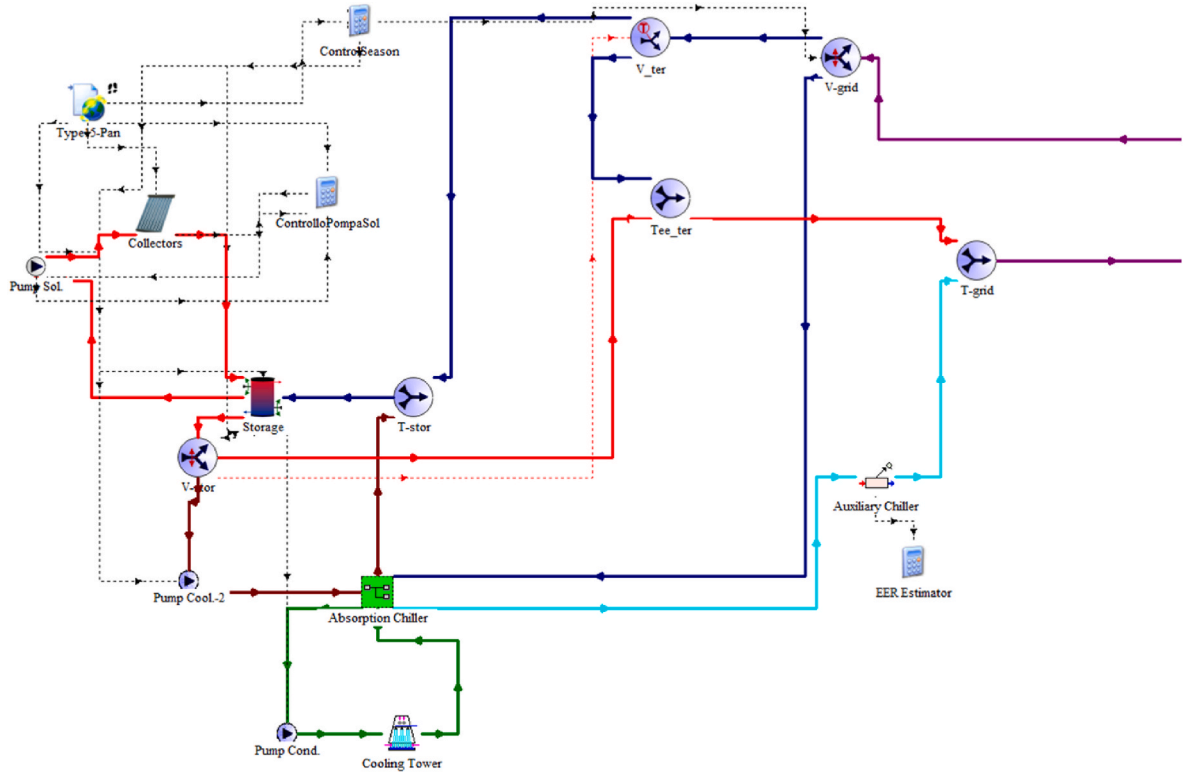 ControlSeason
V_ter
V-grid
Type15-Pan
ControlloPompaSol
Tee_ter
Collectors
Pump Sol.
T-grid
Storage
T-stor
V-stor
Auxiliary Chiller
Pump Cool.-2
EER Estimator
Absorption Chiller
Pump Cond.
Cooling Tower